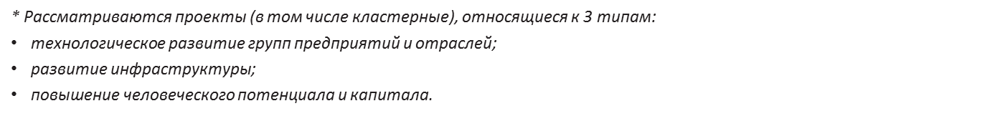 * Рассматриваются проекты (в том числе кластерные), относящиеся к 3 типам:
• технологическое развитие групп предприятий и отраслей;
• развитие инфраструктуры;
• повышение человеческого потенциала и капитала.